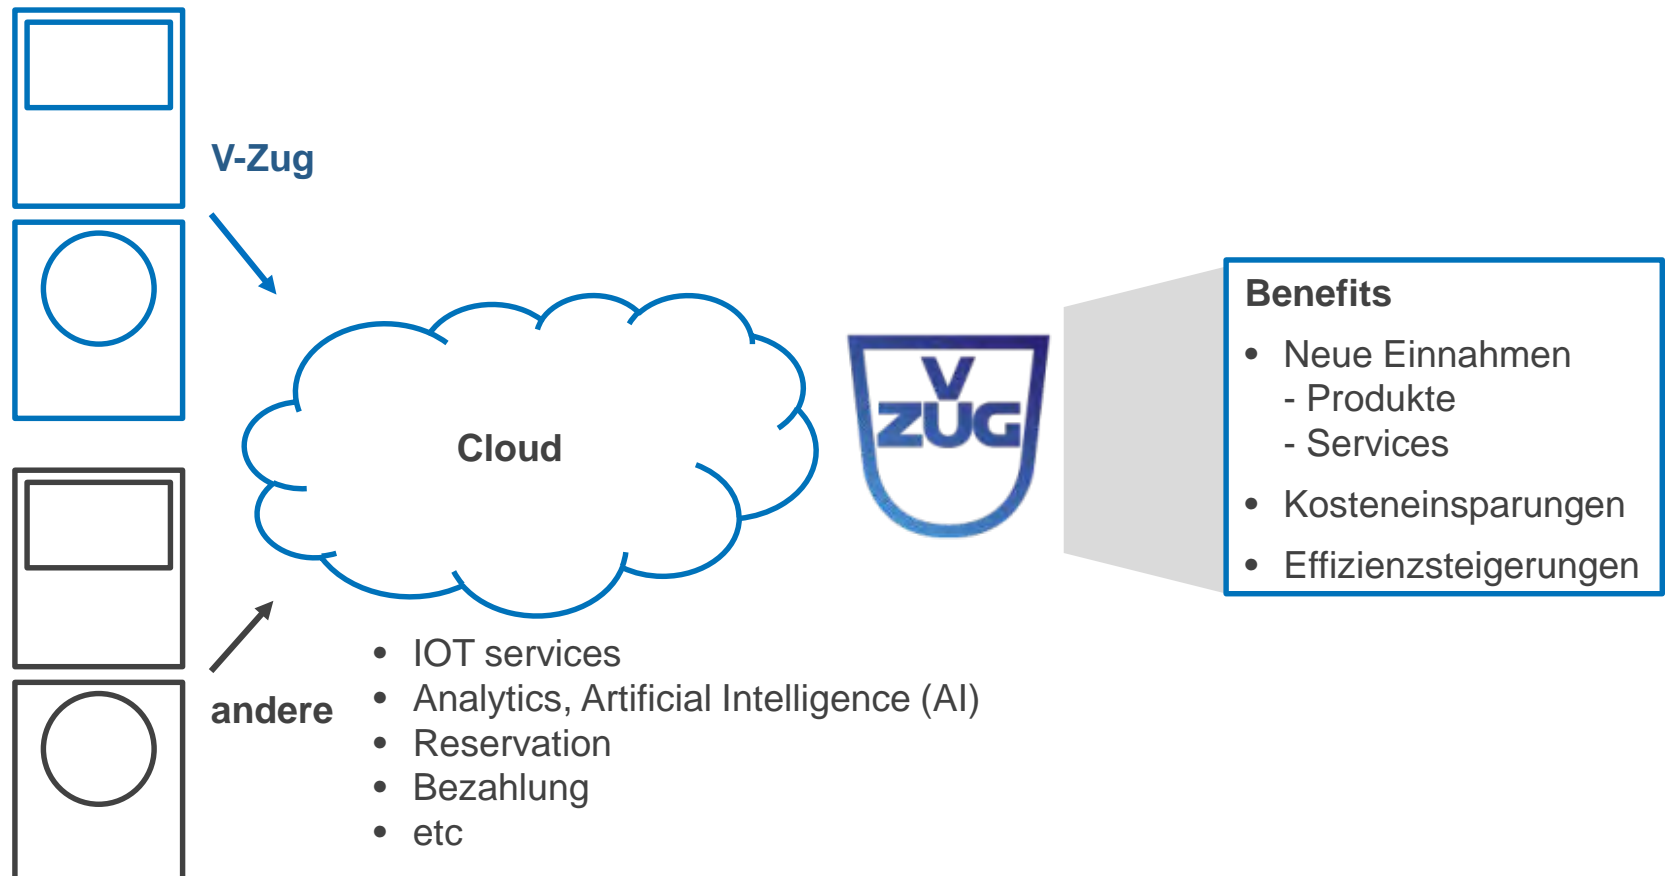 V-Zug
Cloud
andere
• IOT services
• Analytics, Artificial Intelligence (AI)
• Reservation
• Bezahlung
• etc
V
ZUG
Benefits
• Neue Einnahmen
- Produkte
- Services
• Kosteneinsparungen
• Effizienzsteigerungen